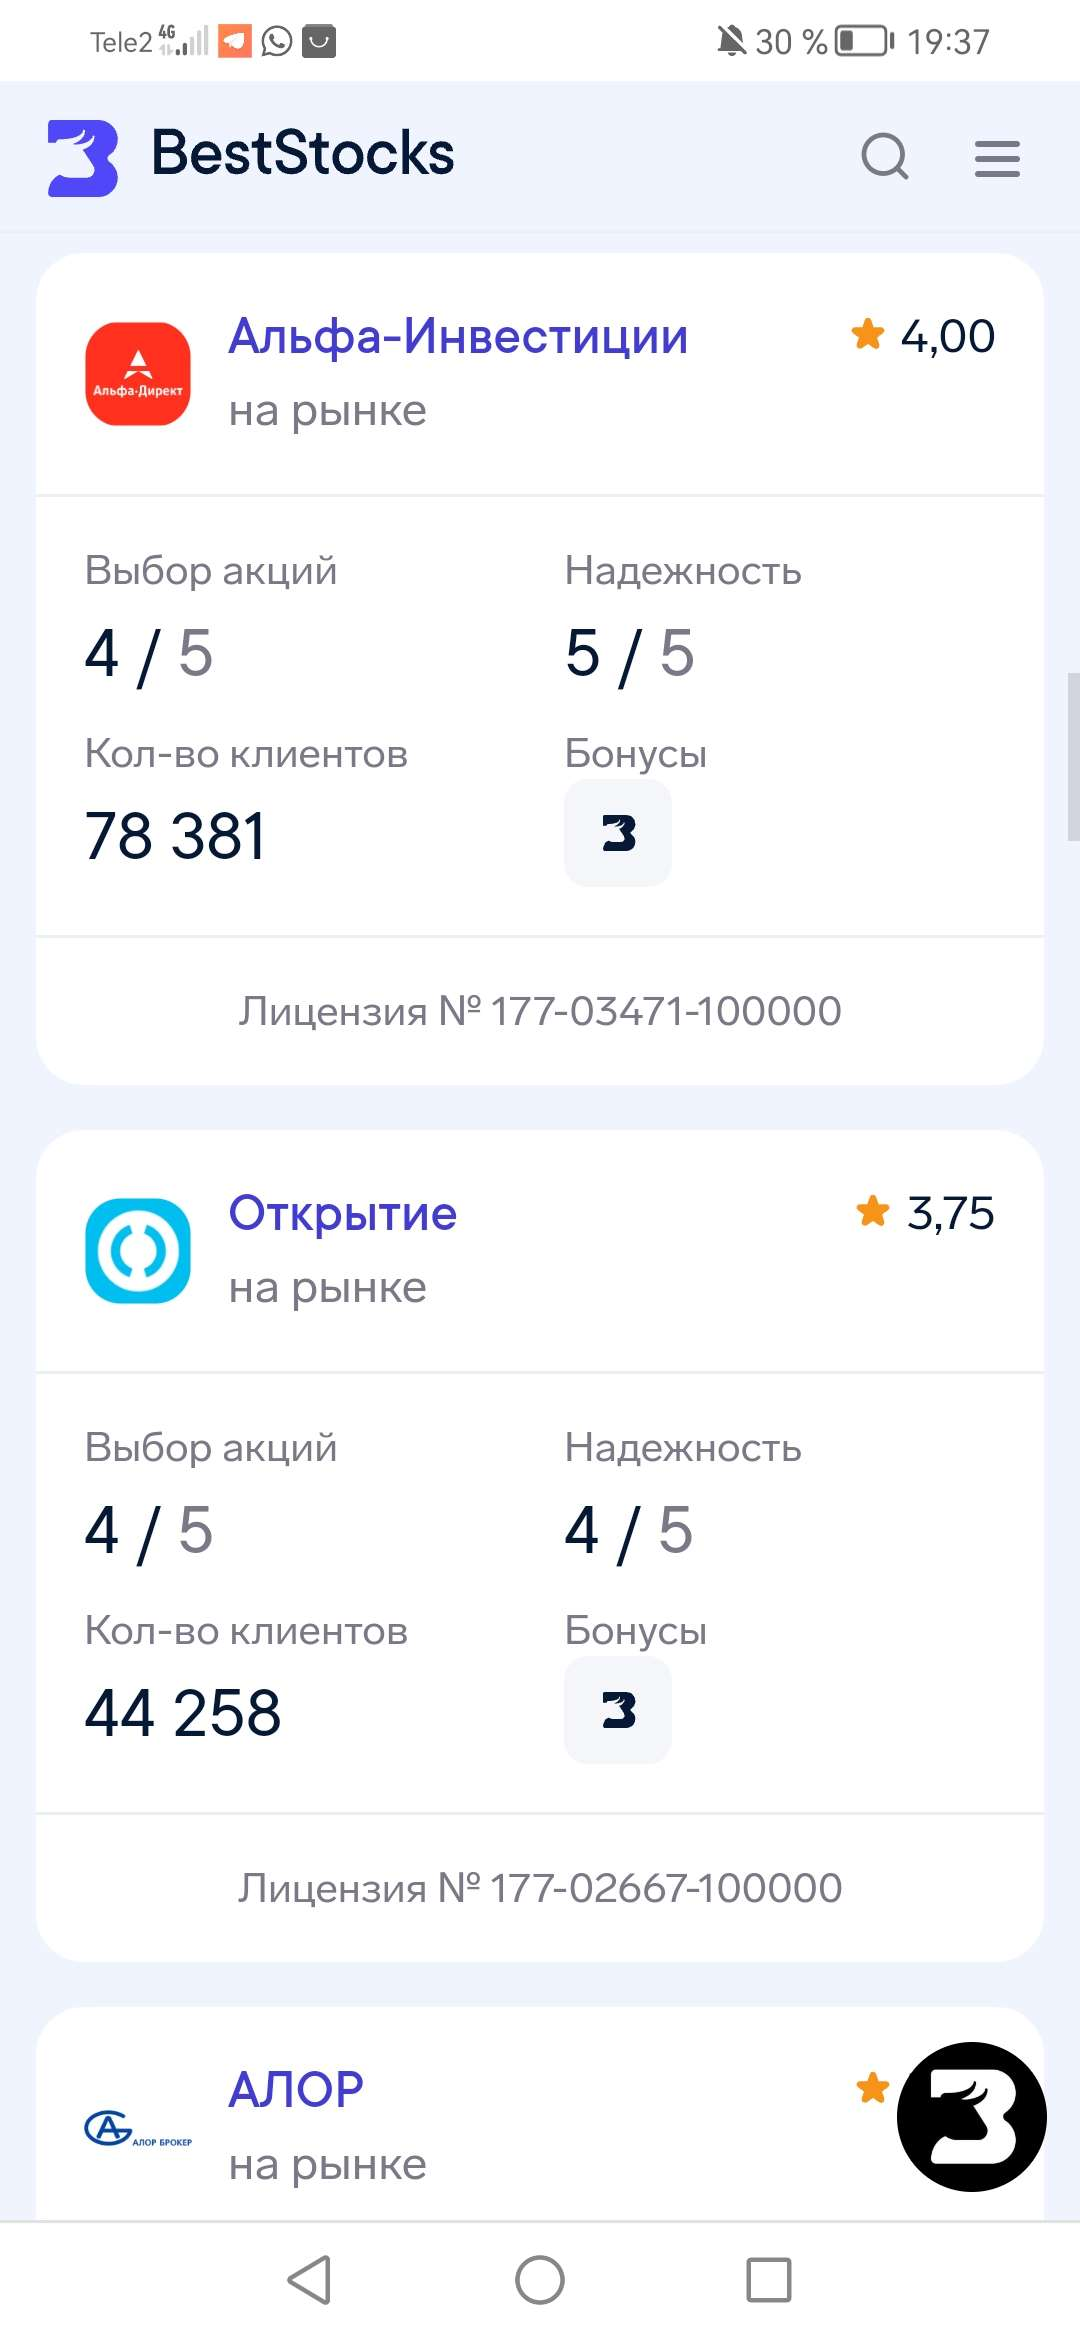 Tele2 4G 30 % 19:37
BestStocks
Альфа-Инвестиции 4,00
Альфа·Директ
на рынке
Выбор акций Надежность
4 / 5 5 / 5
Кол-во клиентов Бонусы
78 381
Лицензия № 177-03471-100000
Открытие 3,75
на рынке
Выбор акций Надежность
4 / 5 4 / 5
Кол-во клиентов Бонусы
44 258
Лицензия № 177-02667-100000
АЛОР
АЛОР БРОКЕР
на рынке